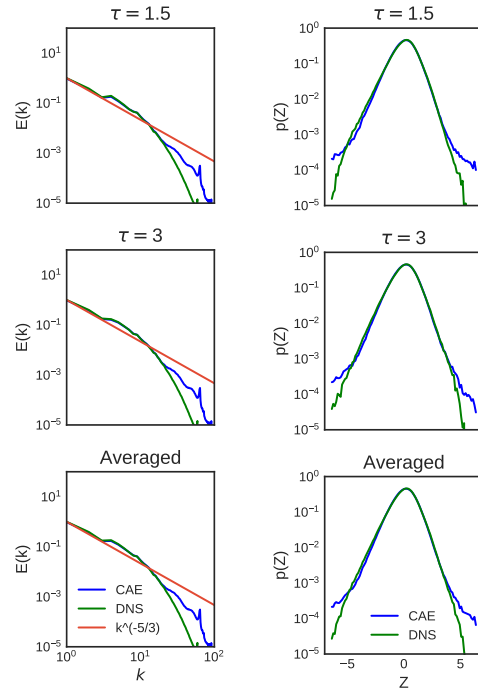 τ = 1.5
τ = 1.5
E(k)
10^1
10^-1
10^-3
10^-5
p(Z)
10^0
10^-1
10^-2
10^-3
10^-4
10^-5
τ = 3
τ = 3
E(k)
10^1
10^-1
10^-3
10^-5
p(Z)
10^0
10^-1
10^-2
10^-3
10^-4
10^-5
Averaged
Averaged
E(k)
10^1
10^-1
10^-3
10^-5
CAE
DNS
k^(-5/3)
10^0 10^1 10^2
k
p(Z)
10^0
10^-1
10^-2
10^-3
10^-4
10^-5
CAE
DNS
−5 0 5
Z